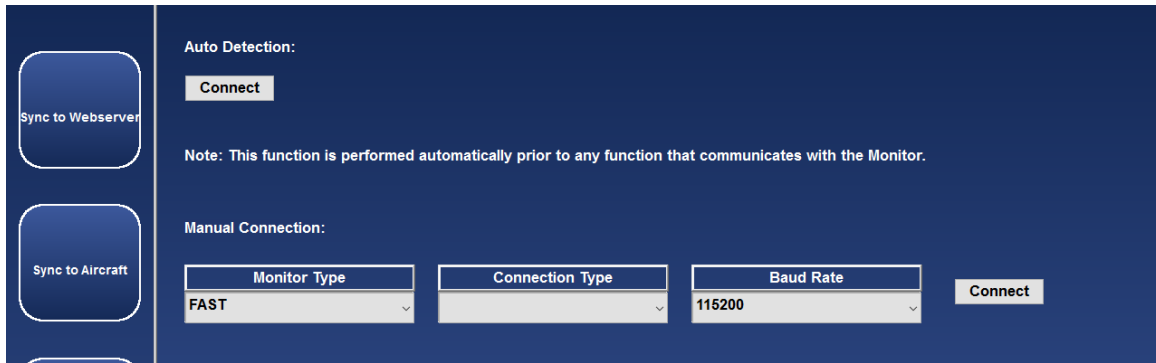 Auto Detection:
Connect
Sync to Webserver
Note: This function is performed automatically prior to any function that communicates with the Monitor.
Manual Connection:
Sync to Aircraft
Monitor Type
Connection Type
Baud Rate
FAST
115200
Connect